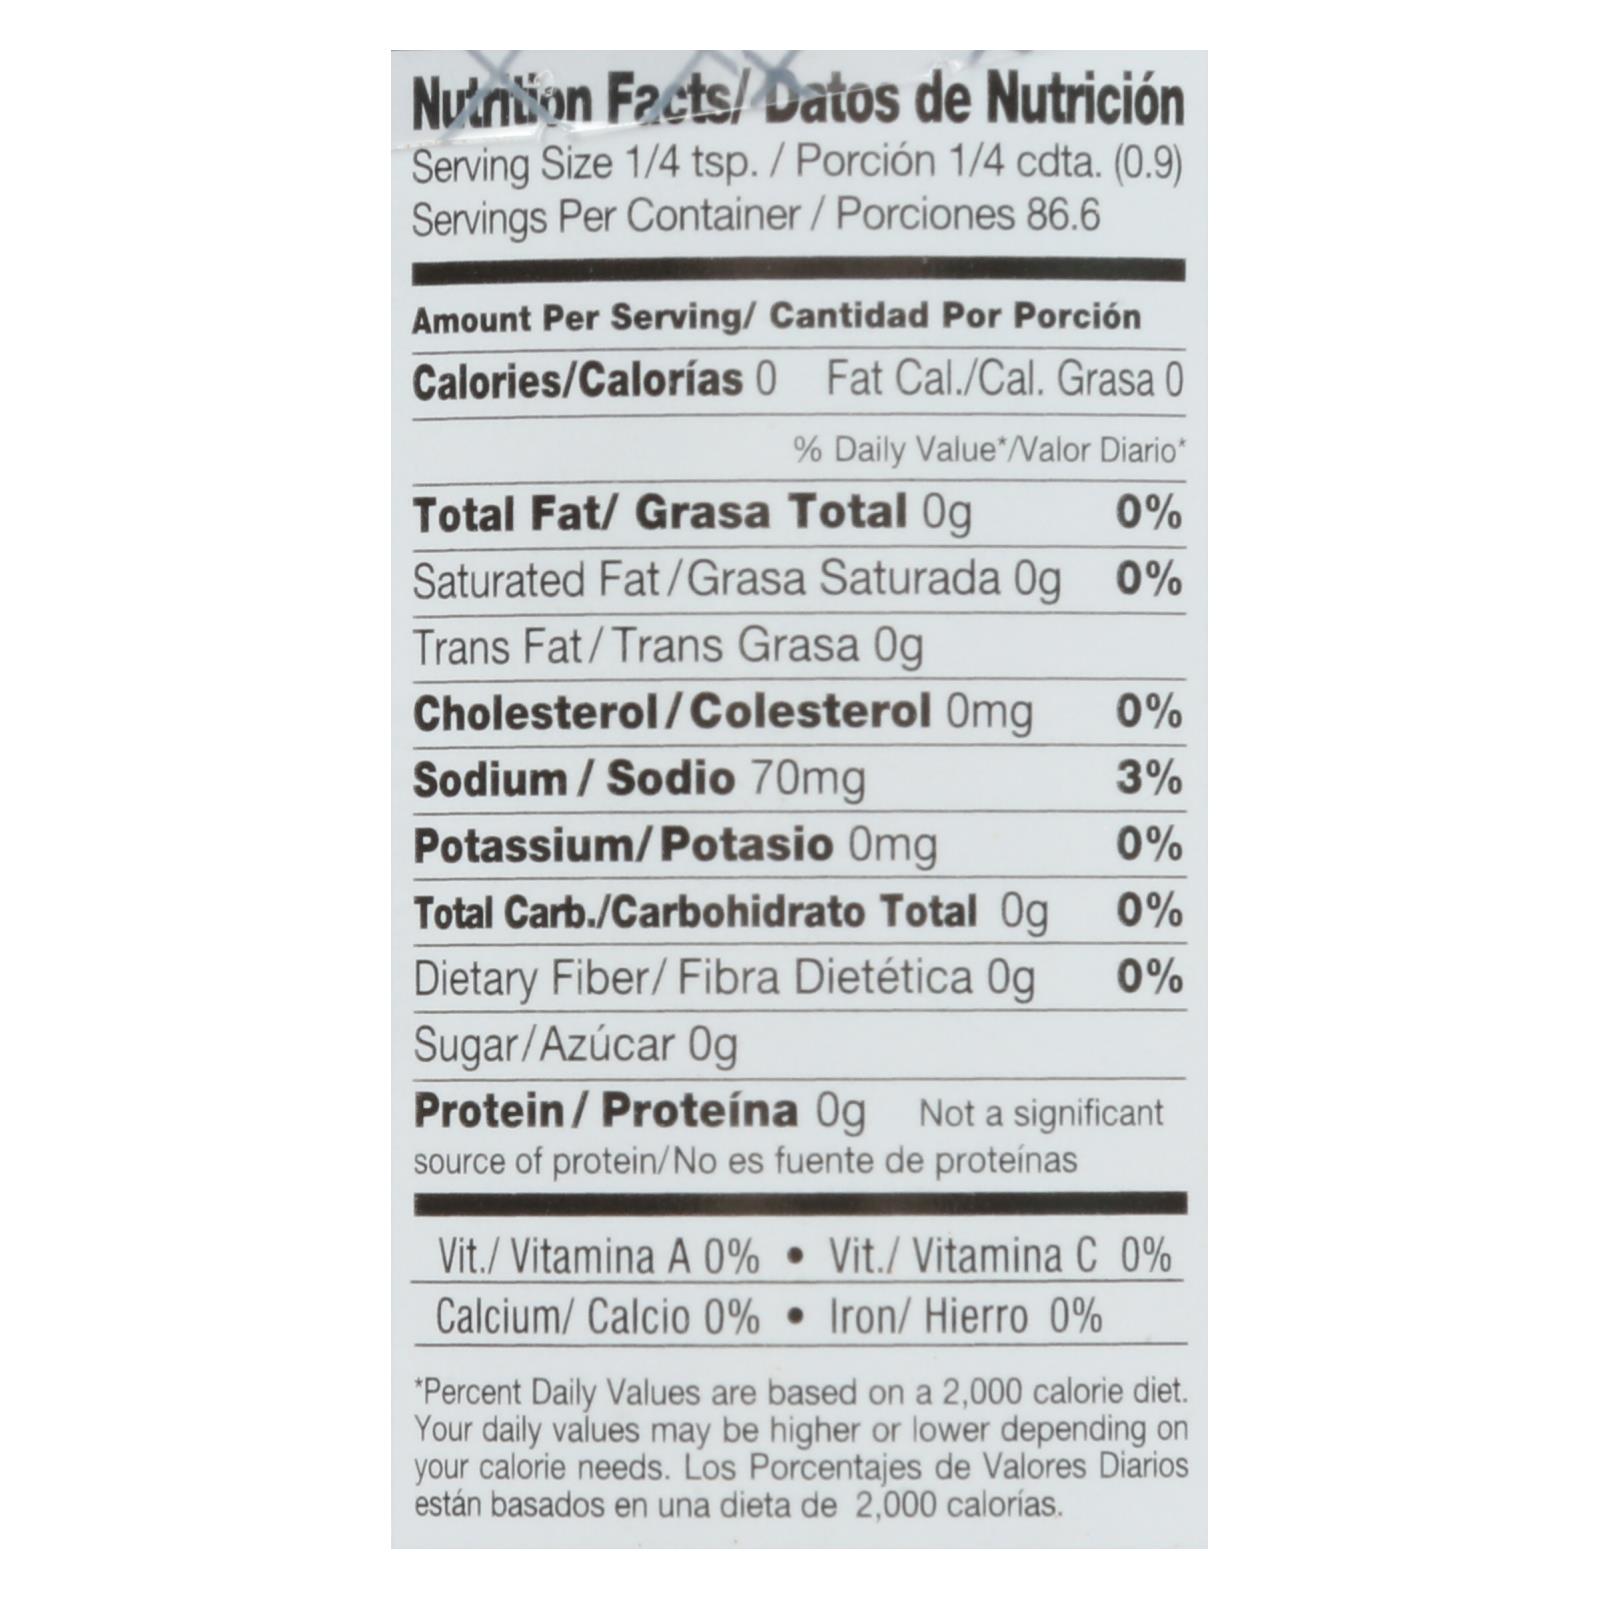 Nutrition Facts/ Datos de Nutrición
Serving Size 1/4 tsp. / Porción 1/4 cdta. (0.9)
Servings Per Container / Porciones 86.6
Amount Per Serving/ Cantidad Por Porción
Calories/Calorías 0 Fat Cal./Cal. Grasa 0
% Daily Value*/Valor Diario*
Total Fat/ Grasa Total 0g 0%
Saturated Fat/Grasa Saturada 0g 0%
Trans Fat/Trans Grasa 0g
Cholesterol/Colesterol 0mg 0%
Sodium / Sodio 70mg 3%
Potassium/Potasio 0mg 0%
Total Carb./Carbohidrato Total 0g 0%
Dietary Fiber/ Fibra Dietética 0g 0%
Sugar/Azúcar 0g
Protein/ Proteína 0g Not a significant
source of protein/No es fuente de proteínas
Vit./ Vitamina A 0% • Vit./ Vitamina C 0%
Calcium/ Calcio 0% • Iron/ Hierro 0%
*Percent Daily Values are based on a 2,000 calorie diet.
Your daily values may be higher or lower depending on
your calorie needs. Los Porcentajes de Valores Diarios
están basados en una dieta de 2,000 calorías.